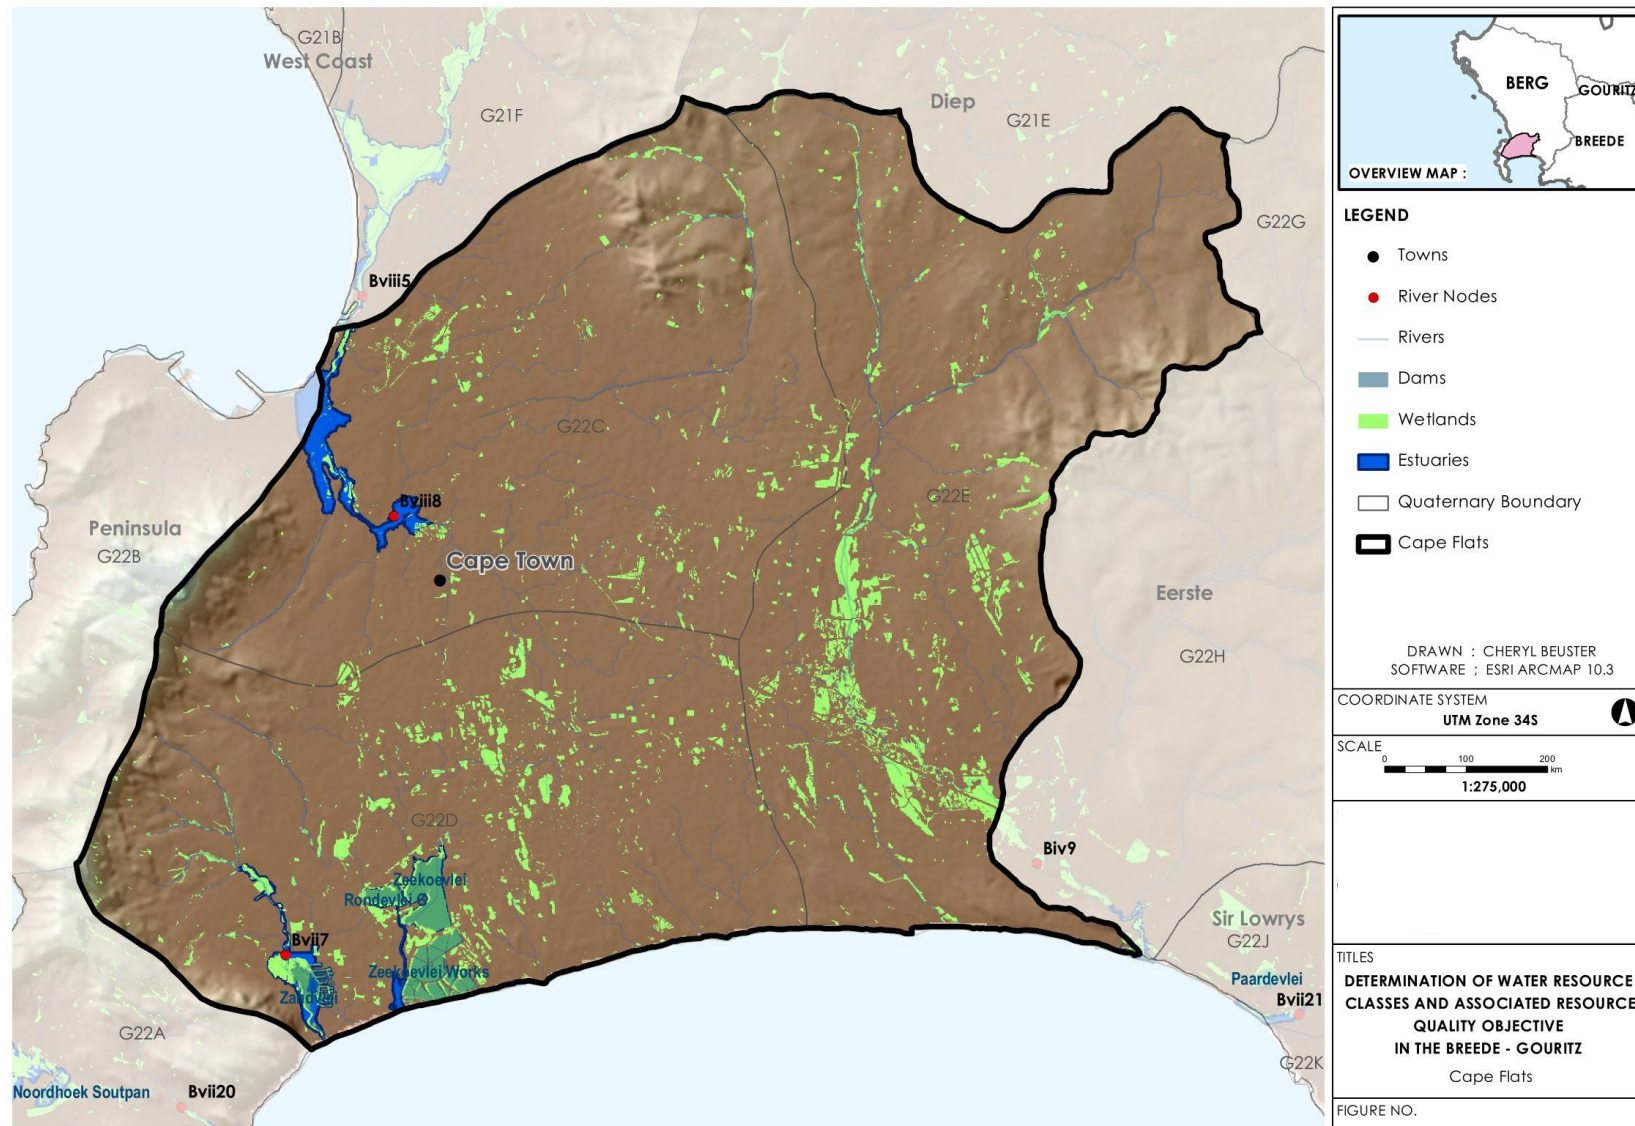 G21B
West Coast
G21F
Diep
G21E
G22G
Bviii5
G22C
G22E
Bviii8
Peninsula
G22B
Cape Town
Eerste
G22H
G22D
Biv9
Zeekoevlei
Rondevlei
Sir Lowrys
G22J
Bvii7
Zeekoevlei Works
Paardevlei
Zandvlei
Bvii21
G22A
G22K
Noordhoek Soutpan
Bvii20
BERG
GOURITZ
BREEDE
OVERVIEW MAP :
LEGEND
Towns
River Nodes
Rivers
Dams
Wetlands
Estuaries
Quaternary Boundary
Cape Flats
DRAWN : CHERYL BEUSTER
SOFTWARE ; ESRI ARCMAP 10.3
COORDINATE SYSTEM
UTM Zone 34S
SCALE
0 100 200
km
1:275,000
TITLES
DETERMINATION OF WATER RESOURCE
CLASSES AND ASSOCIATED RESOURCE
QUALITY OBJECTIVE
IN THE BREEDE - GOURITZ
Cape Flats
FIGURE NO.